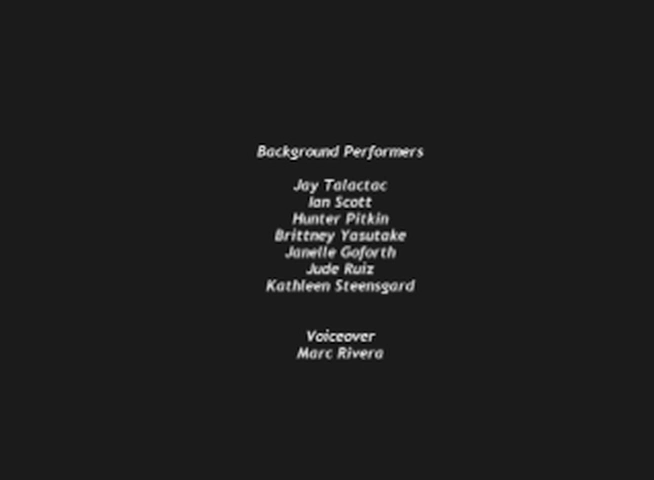 Background Performers
Jay Talactac
Ian Scott
Hunter Pitkin
Brittney Yasutake
Janelle Goforth
Jude Ruiz
Kathleen Steensgard
Voiceover
Marc Rivera